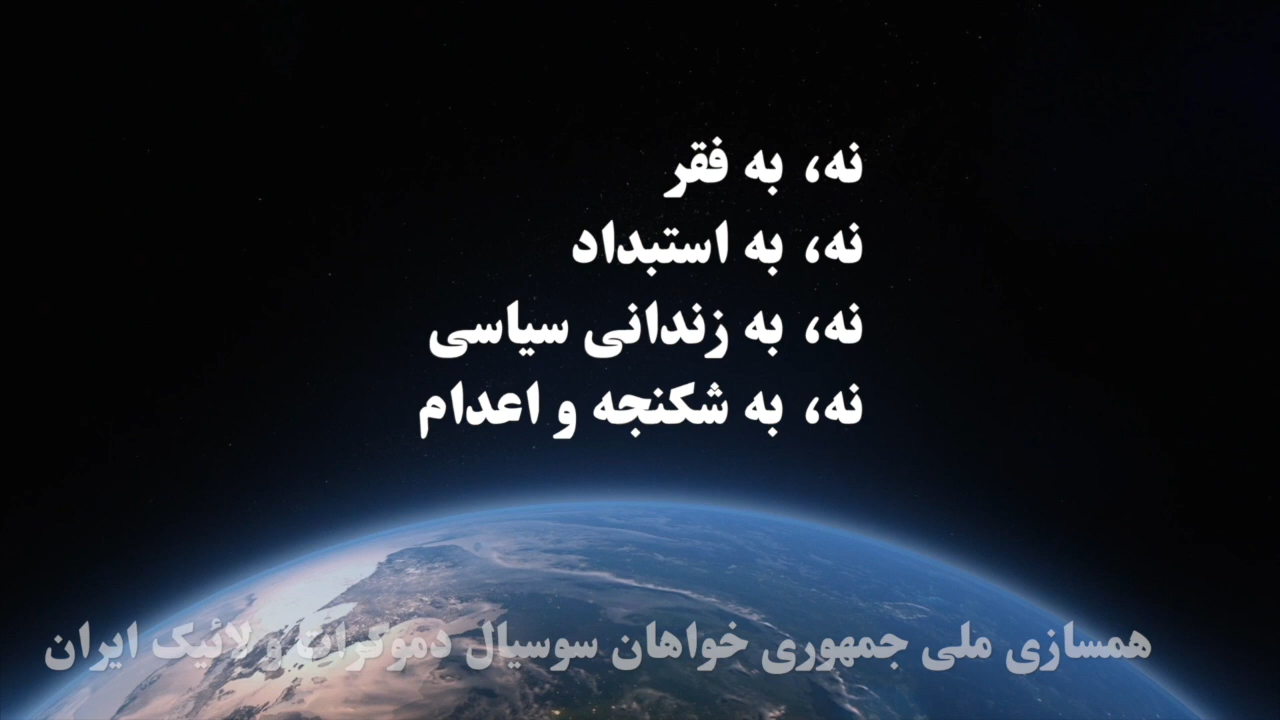 نه، به فقر
نه، به استبداد
نه، به زندانی سیاسی
نه، به شکنجه و اعدام
همسازی ملی جمهوری خواهان سوسیال دموکرات و لائیک ایران